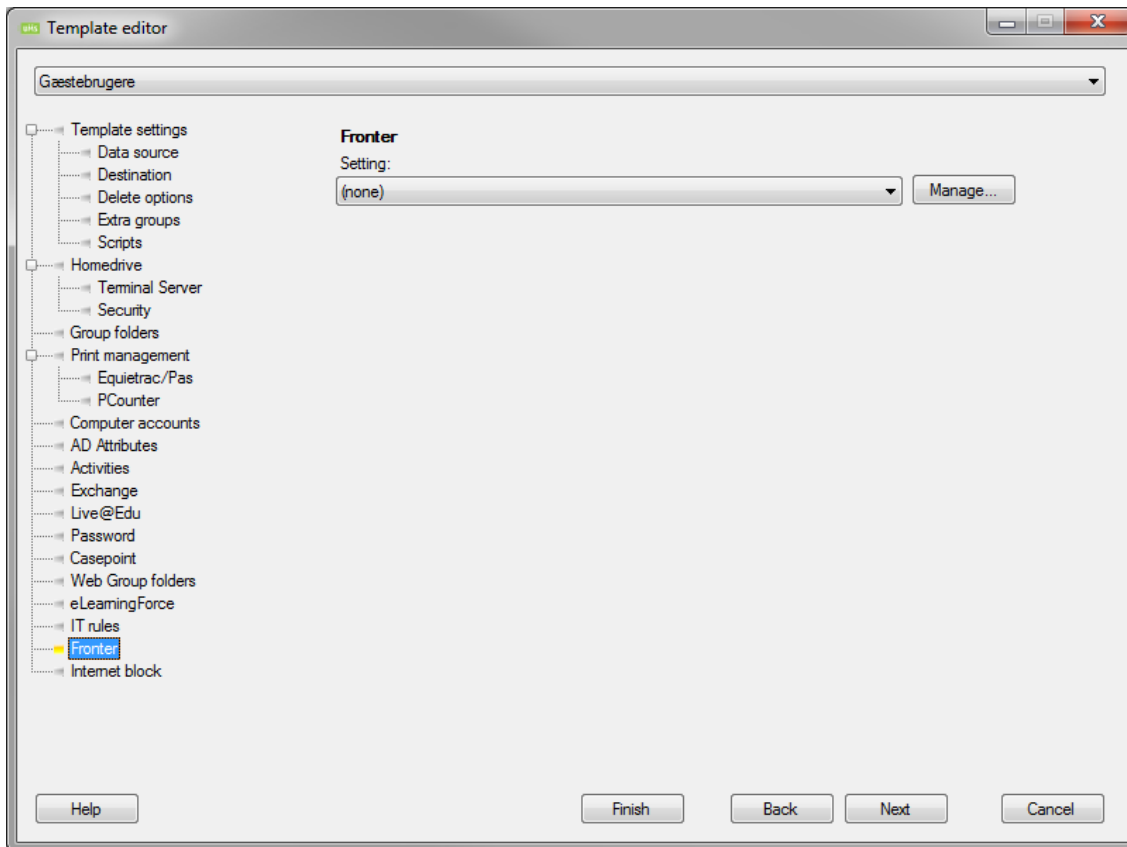 UMS Template editor
Gæstebrugere
Template settings
Data source
Destination
Delete options
Extra groups
Scripts
Homedrive
Terminal Server
Security
Group folders
Print management
Equietrac/Pas
PCounter
Computer accounts
AD Attributes
Activities
Exchange
Live@Edu
Password
Casepoint
Web Group folders
eLearningForce
IT rules
Fronter
Internet block
Fronter
Setting:
(none) Manage...
Help Finish Back Next Cancel